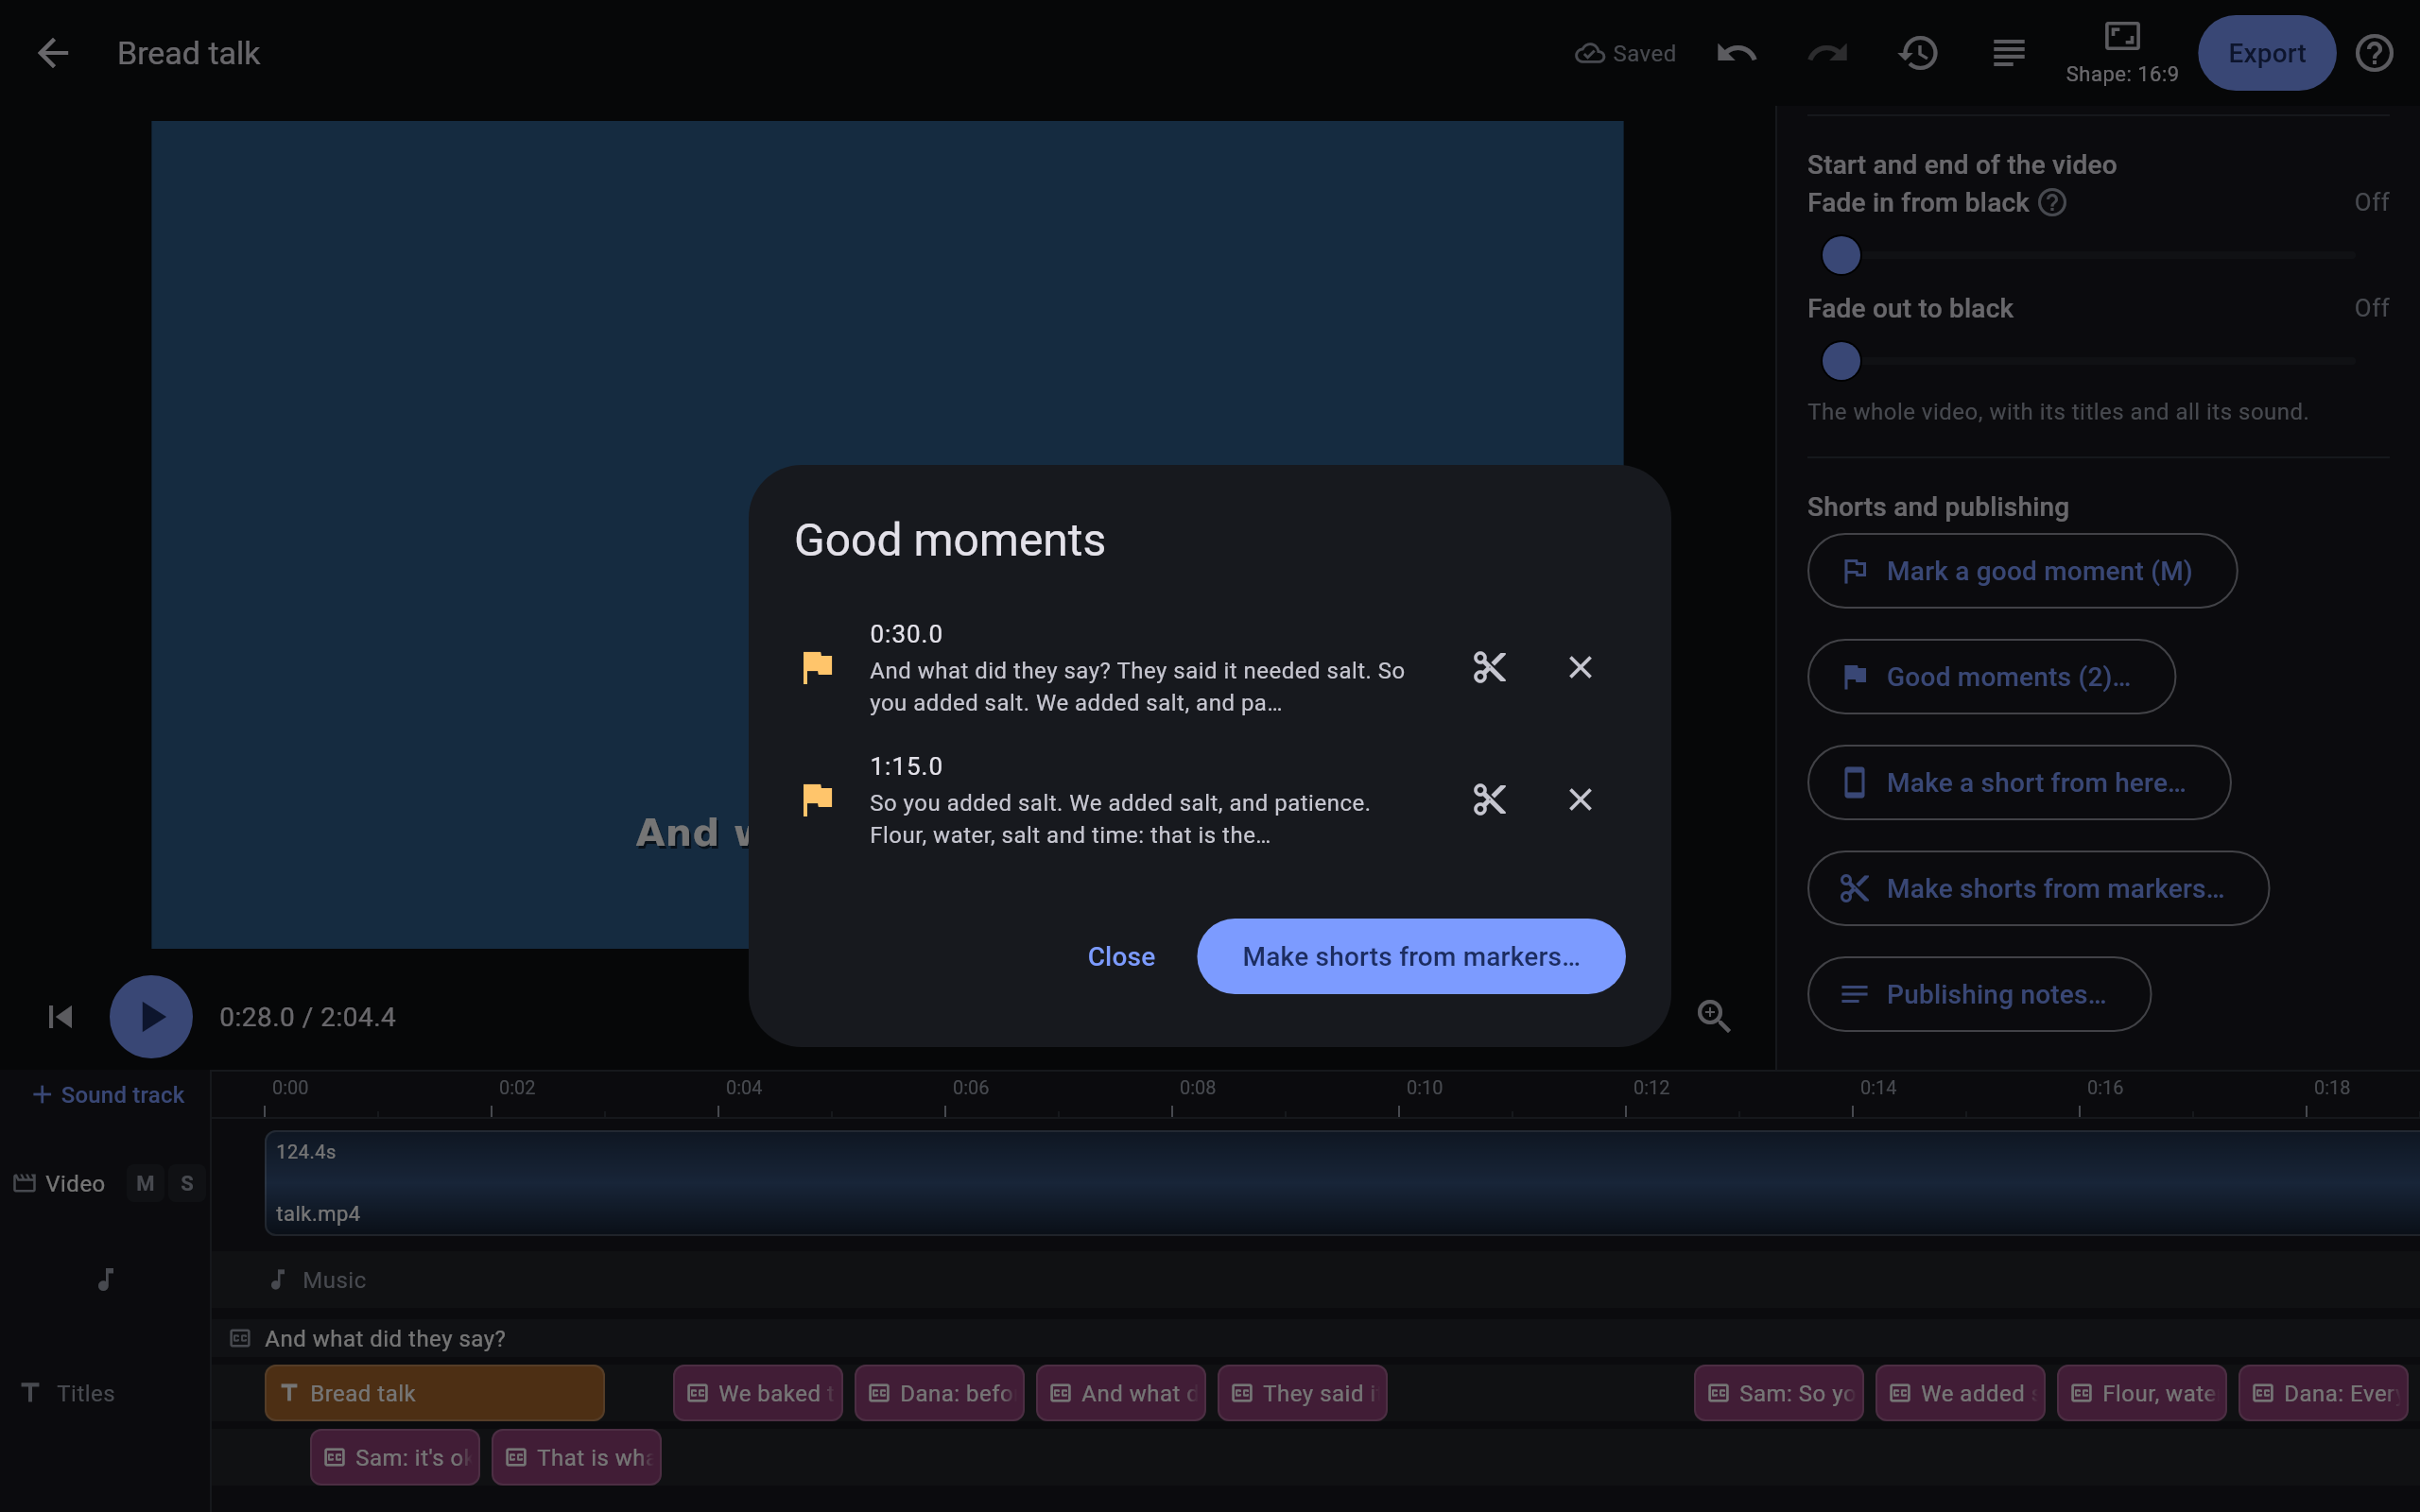 Bread talk
Saved
Shape: 16:9
Export
Start and end of the video
Fade in from black
Off
Fade out to black
Off
The whole video, with its titles and all its sound.
Shorts and publishing
Mark a good moment (M)
Good moments (2)…
Make a short from here…
Make shorts from markers…
Publishing notes…
And
Good moments
0:30.0
And what did they say? They said it needed salt. So
you added salt. We added salt, and pa…
1:15.0
So you added salt. We added salt, and patience.
Flour, water, salt and time: that is the…
Close
Make shorts from markers…
0:28.0 / 2:04.4
+ Sound track
0:00
0:02
0:04
0:06
0:08
0:10
0:12
0:14
0:16
0:18
Video
M
S
124.4s
talk.mp4
Music
And what did they say?
Titles
Bread talk
We baked
Dana: befo
And what d
They said i
Sam: So yo
We added
Flour, wate
Dana: Ever
Sam: it's o
That is wha